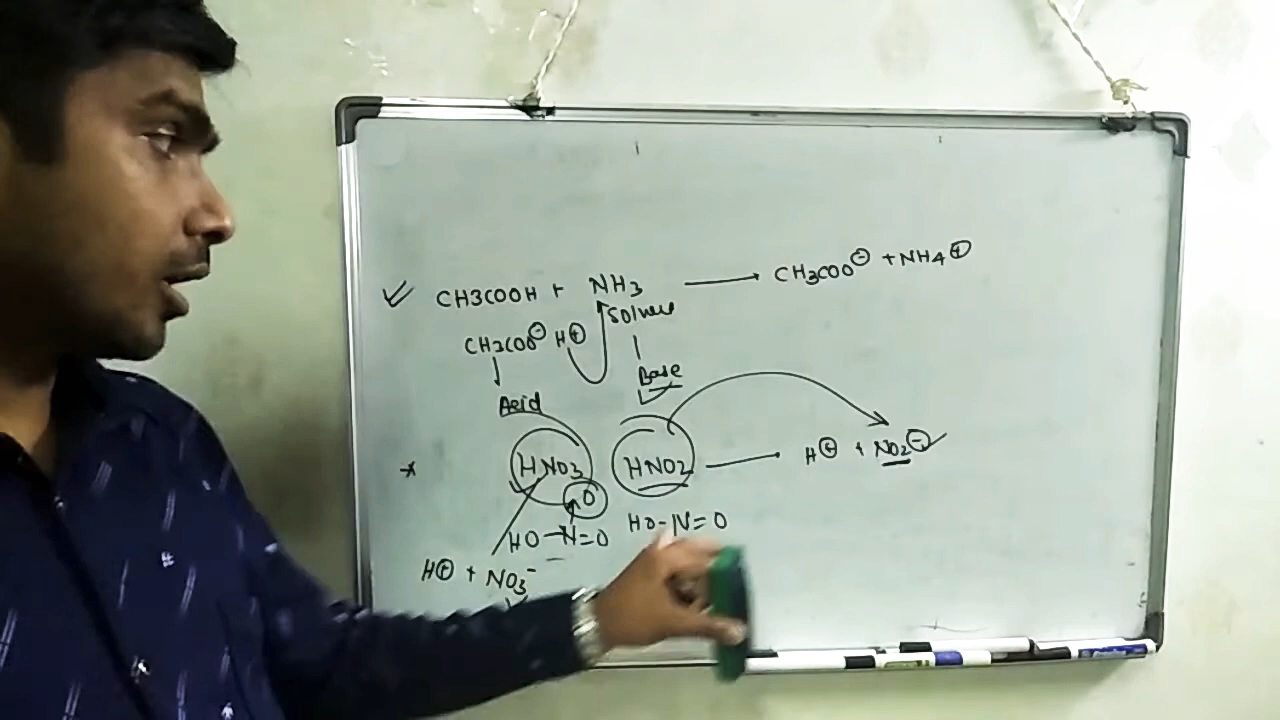 CH3COOH + NH3 → CH3COO⊖ + NH4⊕
CH3COO⊖ H⊕ Solvent
Base
Acid
* HNO3 HNO2 → H⊕ + NO2⊖
O
HO-N=O HO-N=O
H⊕ + NO3-